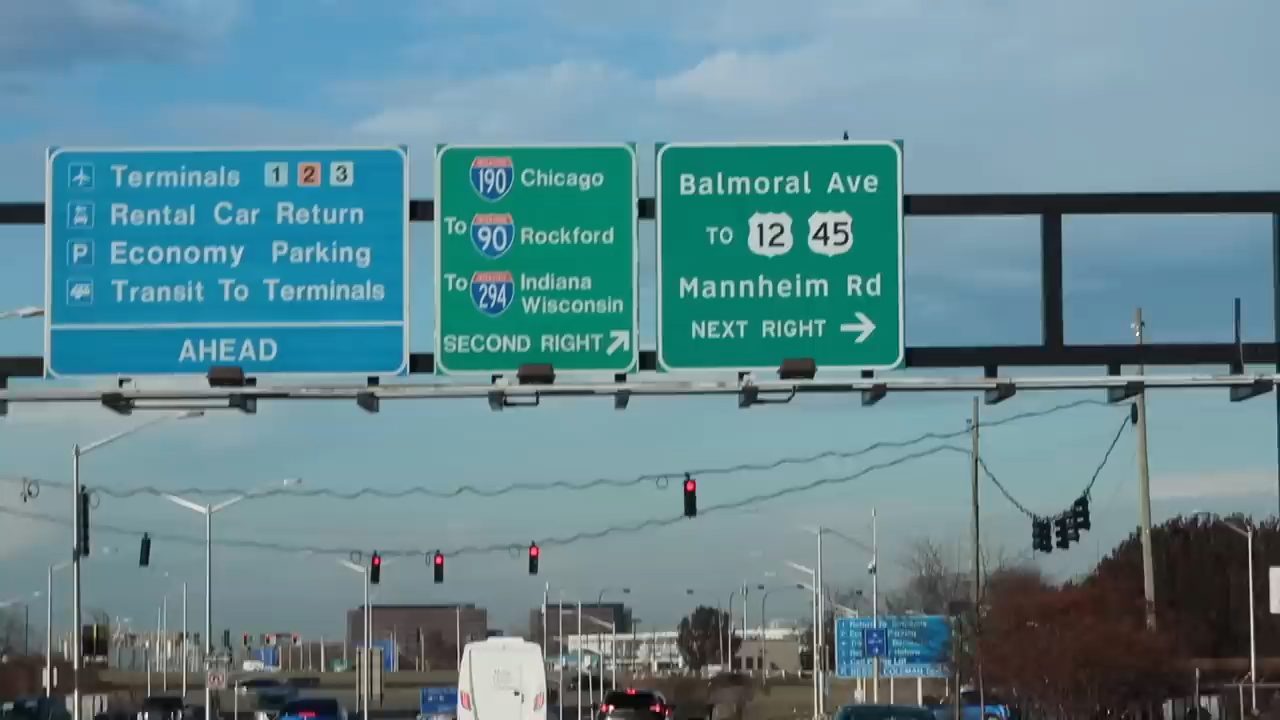 Terminals 1 2 3
Rental Car Return
P Economy Parking
Transit To Terminals
AHEAD
190 Chicago
To 90 Rockford
To 294 Indiana
Wisconsin
SECOND RIGHT
Balmoral Ave
TO 12 45
Mannheim Rd
NEXT RIGHT